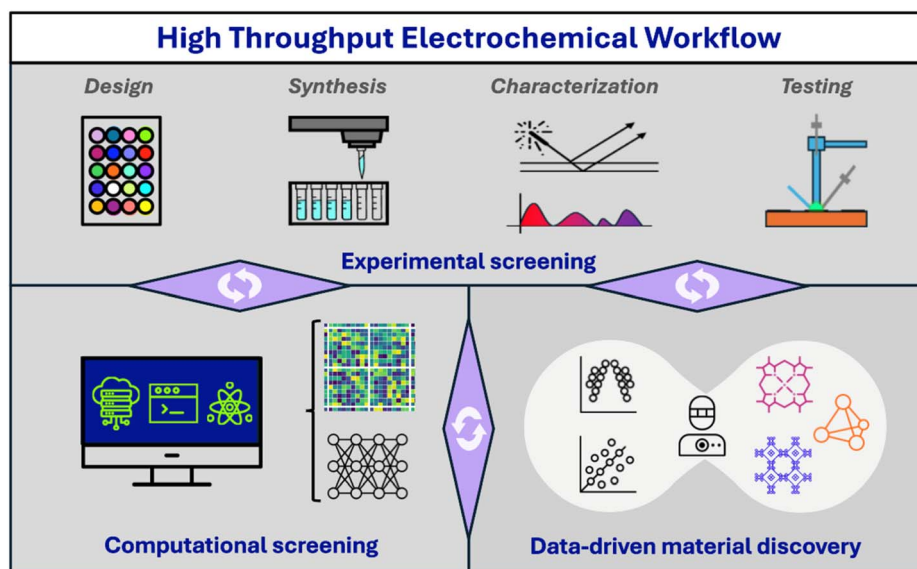 High Throughput Electrochemical Workflow
Design Synthesis Characterization Testing
Experimental screening
>_
Computational screening Data-driven material discovery